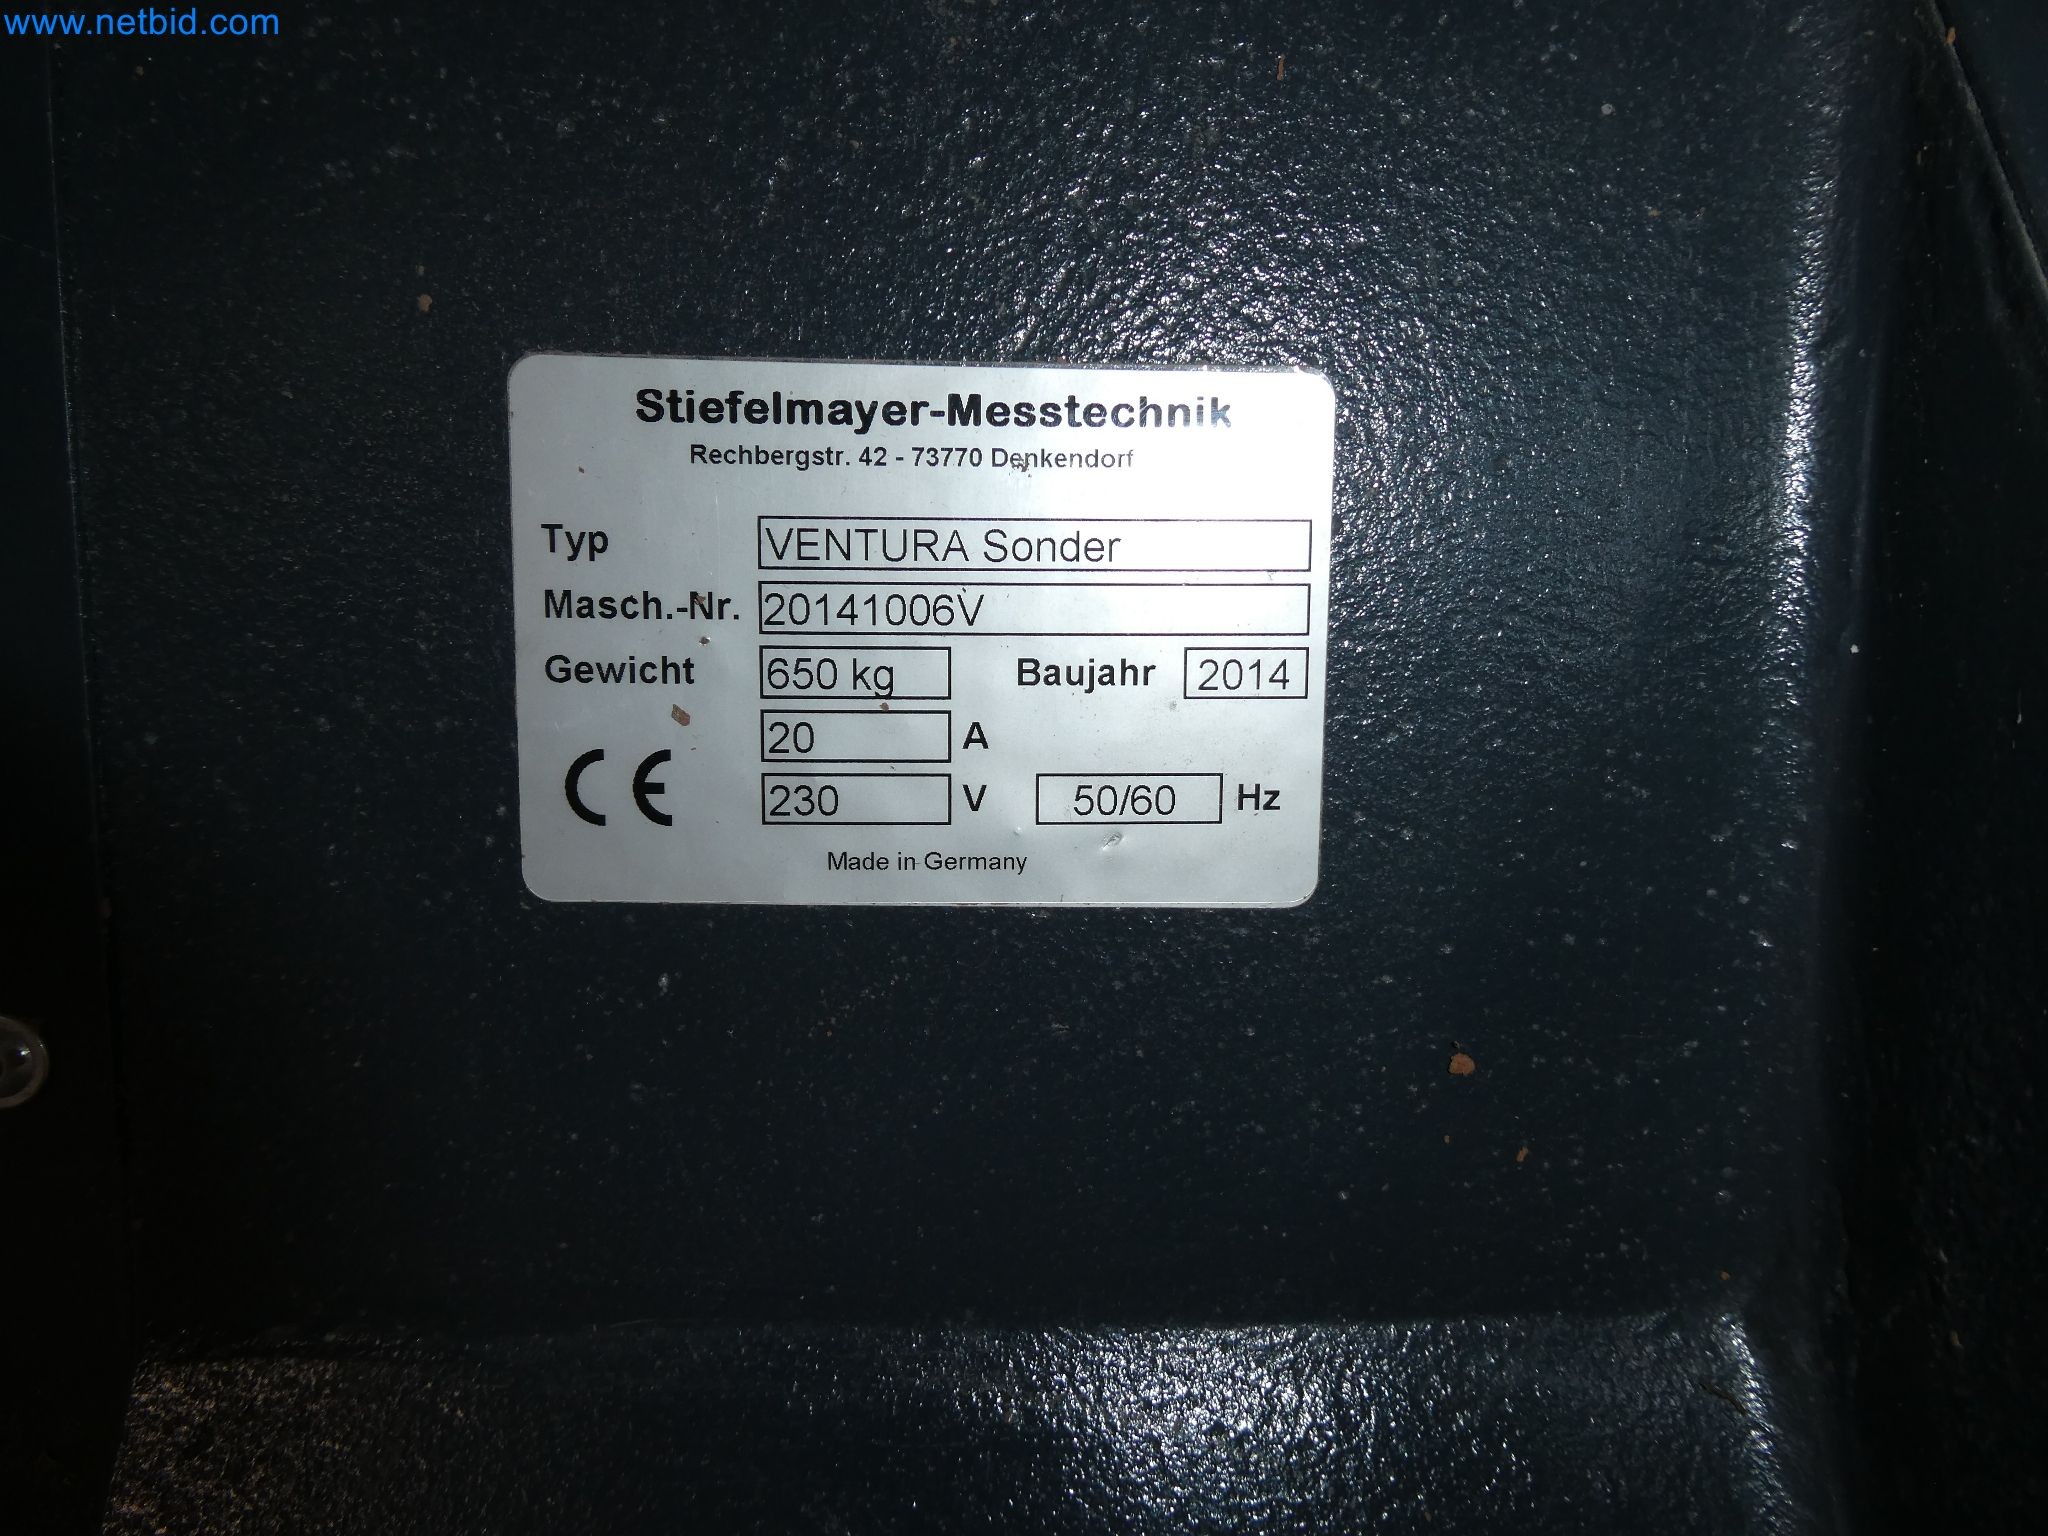 www.netbid.com
Stiefelmayer-Messtechnik
Rechbergstr. 42 - 73770 Denkendorf
Typ VENTURA Sonder
Masch.-Nr. 20141006V
Gewicht 650 kg Baujahr 2014
20 A
CE 230 V 50/60 Hz
Made in Germany